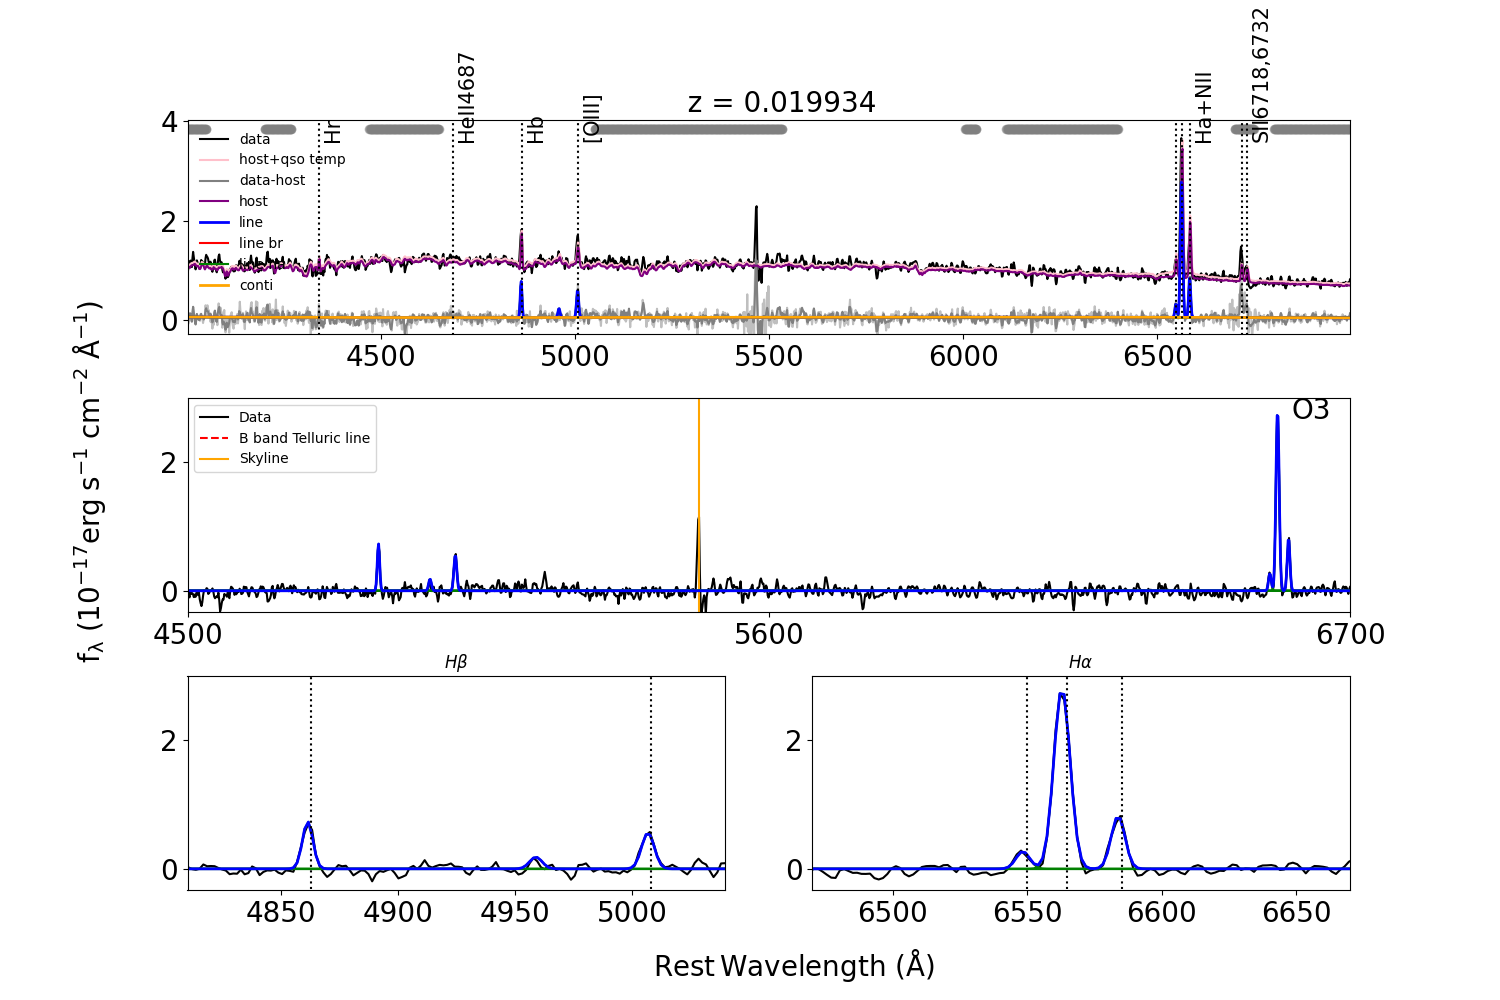 z = 0.019934
Hr
HeII4687
Hb
[OIII]
Ha+NII
SII6718,6732
4
2
0
data
host+qso temp
data-host
host
line
line br
conti
4500
5000
5500
6000
6500
2
0
Data
B band Telluric line
Skyline
O3
4500
5600
6700
fλ (10⁻¹⁷erg s⁻¹ cm⁻² Å⁻¹)
Hβ
2
0
4850
4900
4950
5000
Hα
2
0
6500
6550
6600
6650
Rest Wavelength (Å)